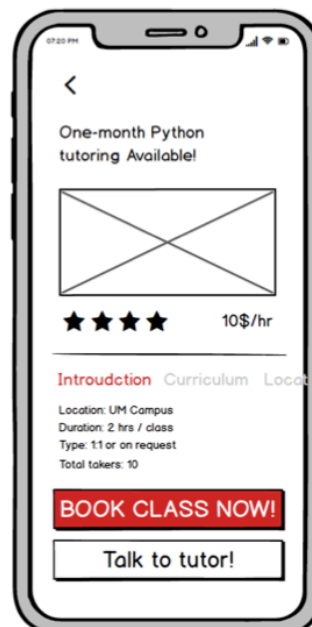 07:20 PM
One-month Python
tutoring Available!
10$/hr
Introudction Curriculum Locat
Location: UM Campus
Duration: 2 hrs / class
Type: 1:1 or on request
Total takers: 10
BOOK CLASS NOW!
Talk to tutor!